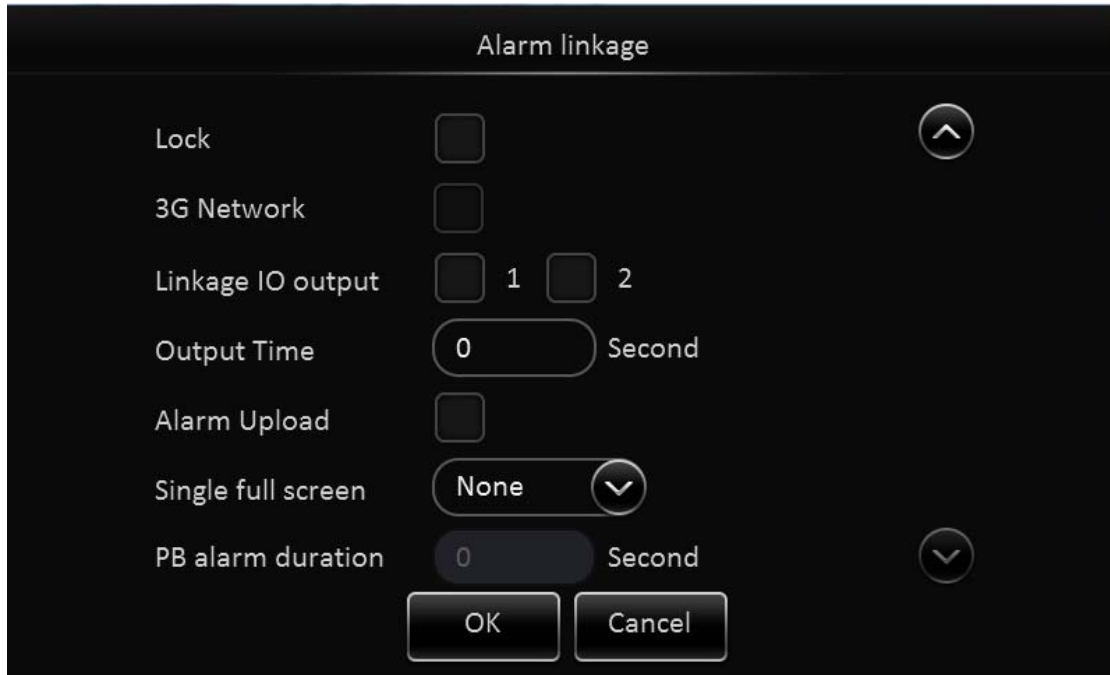 Alarm linkage
Lock
3G Network
Linkage IO output 1 2
Output Time 0 Second
Alarm Upload
Single full screen None
PB alarm duration 0 Second
OK Cancel